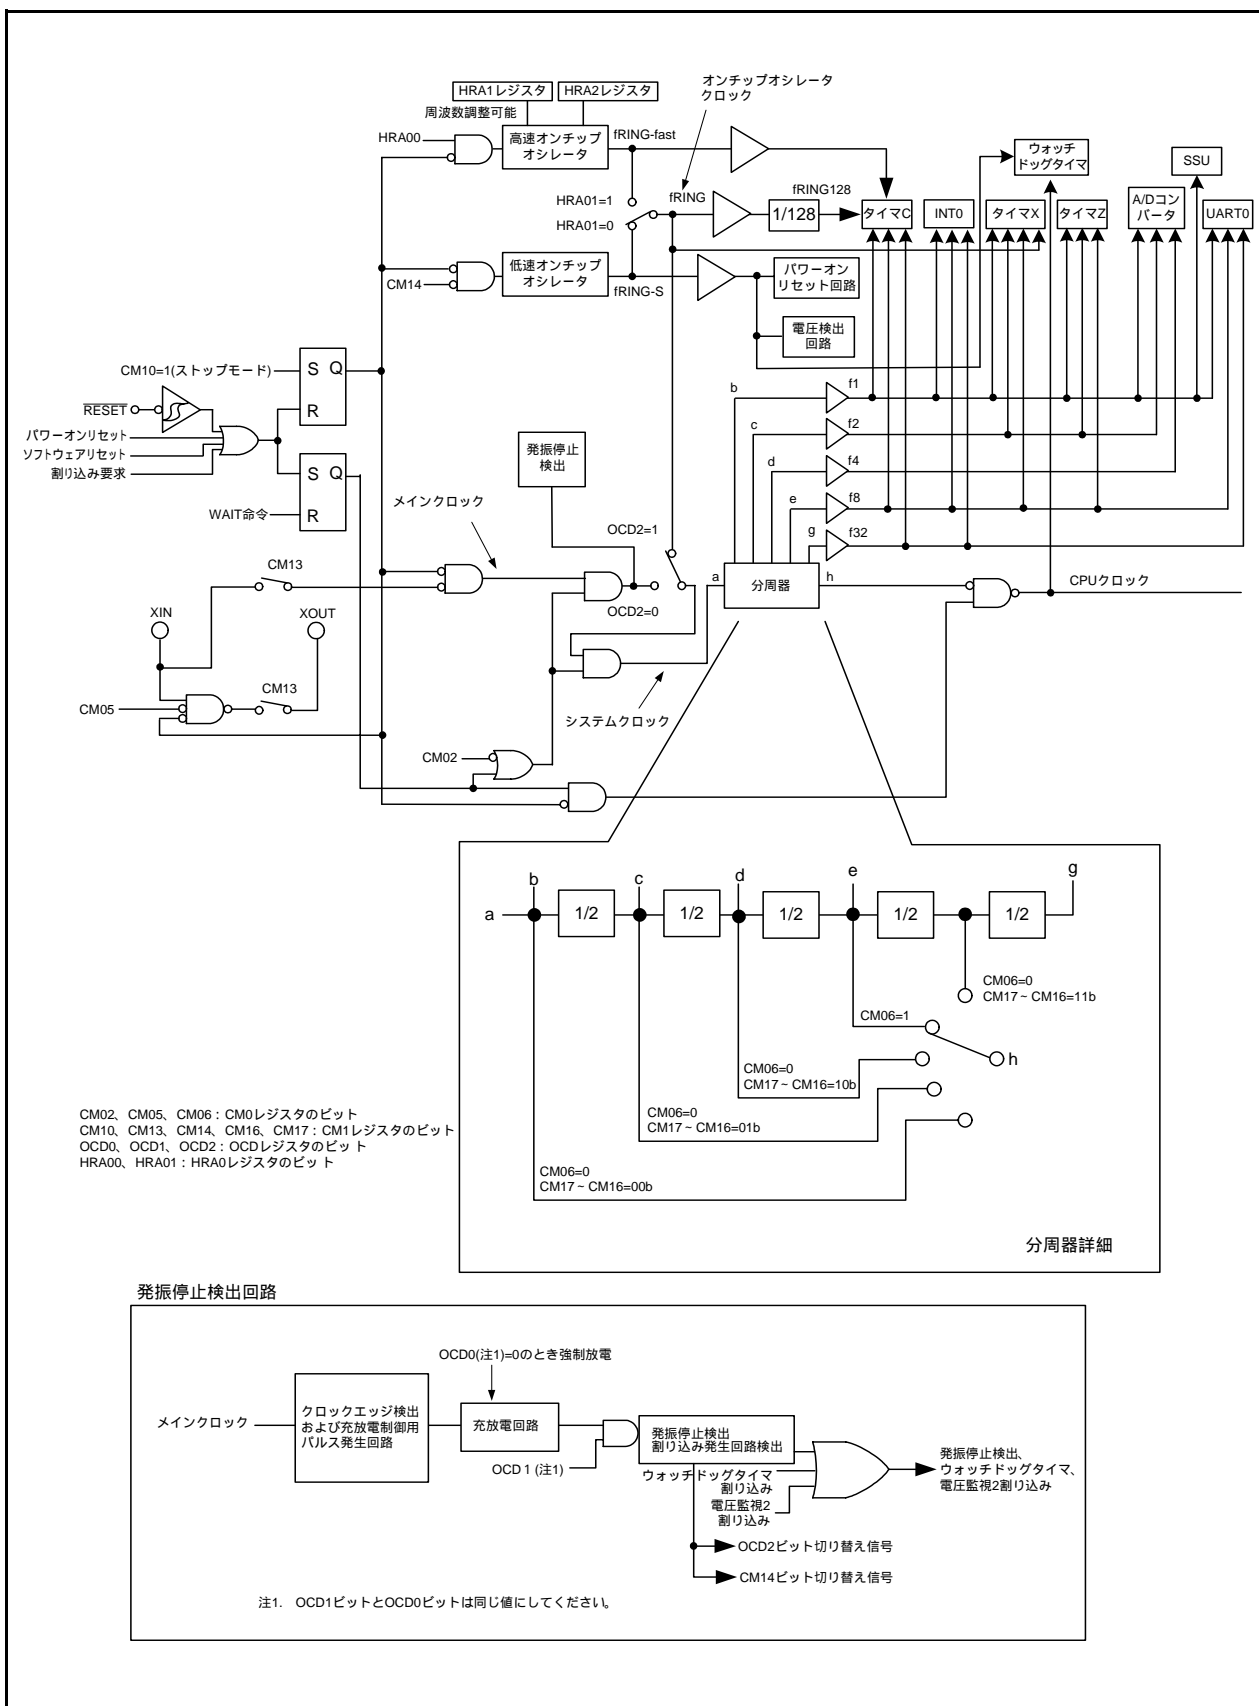 HRA1レジスタ
HRA2レジスタ
オンチップオシレータ
クロック
周波数調整可能
HRA00
高速オンチップ
オシレータ
fRING-fast
ウォッチ
ドッグタイマ
SSU
HRA01=1
HRA01=0
fRING
fRING128
1/128
タイマC
INT0
タイマX
タイマZ
A/Dコン
バータ
UART0
CM14
低速オンチップ
オシレータ
fRING-S
パワーオン
リセット回路
電圧検出
回路
CM10=1(ストップモード)
S Q
R
RESET
パワーオンリセット
ソフトウェアリセット
割り込み要求
S Q
R
WAIT命令
発振停止
検出
メインクロック
OCD2=1
OCD2=0
b
f1
c
f2
d
f4
e
f8
g
f32
a
分周器
h
CPUクロック
CM13
XIN
XOUT
CM13
CM05
システムクロック
CM02
b
c
d
e
g
a
1/2
1/2
1/2
1/2
1/2
CM06=0
CM17~CM16=11b
CM06=1
h
CM06=0
CM17~CM16=10b
CM06=0
CM17~CM16=01b
CM06=0
CM17~CM16=00b
分周器詳細
CM02、CM05、CM06:CM0レジスタのビット
CM10、CM13、CM14、CM16、CM17:CM1レジスタのビット
OCD0、OCD1、OCD2:OCDレジスタのビット
HRA00、HRA01:HRA0レジスタのビット
発振停止検出回路
OCD0(注1)=0のとき強制放電
メインクロック
クロックエッジ検出
および充放電制御用
パルス発生回路
充放電回路
OCD1(注1)
発振停止検出
割り込み発生回路検出
ウォッチドッグタイマ
割り込み
電圧監視2
割り込み
発振停止検出、
ウォッチドッグタイマ、
電圧監視2割り込み
OCD2ビット切り替え信号
CM14ビット切り替え信号
注1. OCD1ビットとOCD0ビットは同じ値にしてください。